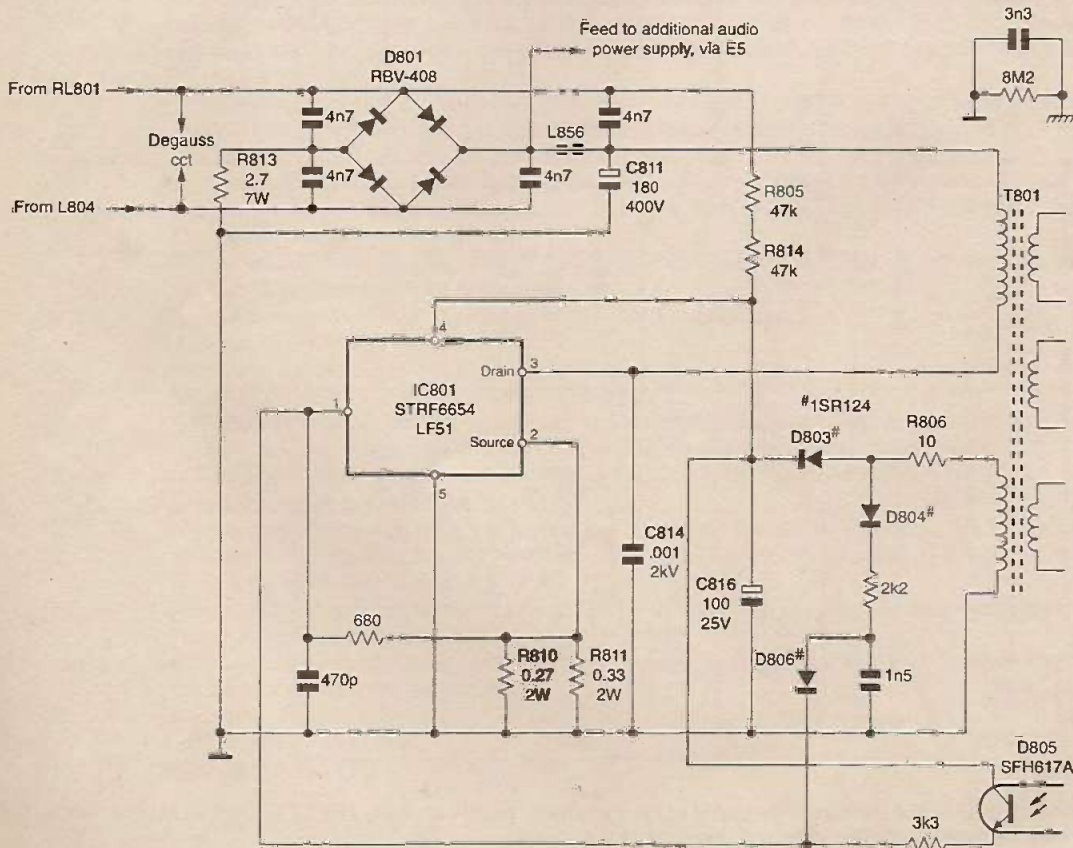 Feed to additional audio
power supply, via E5
3n3
8M2
D801
RBV-408
From RL801
4n7
4n7
L856
Degauss
cct
R813
2.7
7W
4n7
4n7
C811
180
400V
R805
47k
T801
From L804
R814
47k
4
Drain
3
IC801
STRF6654
LF51
1
#1SR124
D803#
R806
10
Source
2
5
D804#
C814
.001
2kV
C816
100
25V
2k2
680
D806#
470p
R810
0.27
2W
R811
0.33
2W
1n5
D805
SFH617A
3k3